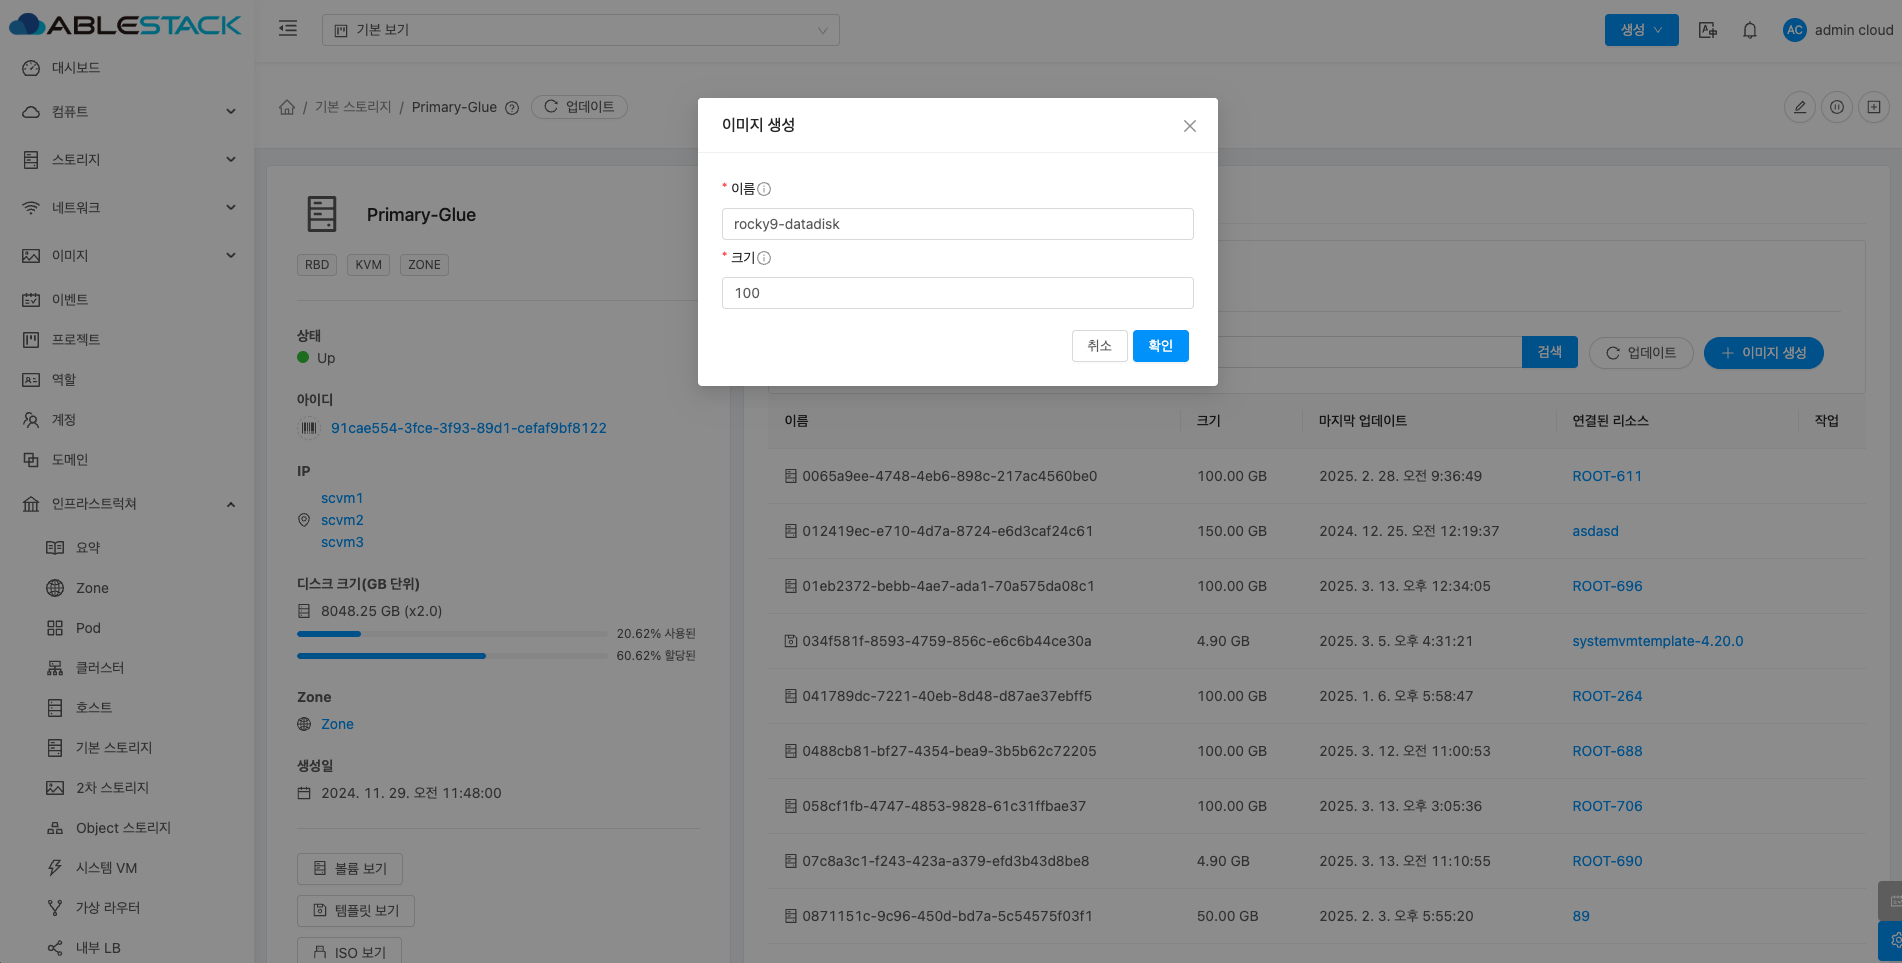 ABLESTACK
기본 보기
생성
AC
admin cloud
대시보드
컴퓨트
스토리지
네트워크
이미지
이벤트
프로젝트
역할
계정
도메인
인프라스트럭쳐
요약
Zone
Pod
클러스터
호스트
기본 스토리지
2차 스토리지
Object 스토리지
시스템 VM
가상 라우터
내부 LB
/ 기본 스토리지 / Primary-Glue
업데이트
Primary-Glue
RBD KVM ZONE
상태
Up
아이디
91cae554-3fce-3f93-89d1-cefaf9bf8122
IP
scvm1
scvm2
scvm3
디스크 크기(GB 단위)
8048.25 GB (x2.0)
20.62% 사용된
60.62% 할당된
Zone
Zone
생성일
2024. 11. 29. 오전 11:48:00
볼륨 보기
템플릿 보기
ISO 보기
이미지 생성
* 이름
rocky9-datadisk
* 크기
100
취소 확인
검색 업데이트 + 이미지 생성
이름 크기 마지막 업데이트 연결된 리소스 작업
0065a9ee-4748-4eb6-898c-217ac4560be0 100.00 GB 2025. 2. 28. 오전 9:36:49 ROOT-611
012419ec-e710-4d7a-8724-e6d3caf24c61 150.00 GB 2024. 12. 25. 오전 12:19:37 asdasd
01eb2372-bebb-4ae7-ada1-70a575da08c1 100.00 GB 2025. 3. 13. 오후 12:34:05 ROOT-696
034f581f-8593-4759-856c-e6c6b44ce30a 4.90 GB 2025. 3. 5. 오후 4:31:21 systemvmtemplate-4.20.0
041789dc-7221-40eb-8d48-d87ae37ebff5 100.00 GB 2025. 1. 6. 오후 5:58:47 ROOT-264
0488cb81-bf27-4354-bea9-3b5b62c72205 100.00 GB 2025. 3. 12. 오전 11:00:53 ROOT-688
058cf1fb-4747-4853-9828-61c31ffbae37 100.00 GB 2025. 3. 13. 오후 3:05:36 ROOT-706
07c8a3c1-f243-423a-a379-efd3b43d8be8 4.90 GB 2025. 3. 13. 오전 11:10:55 ROOT-690
0871151c-9c96-450d-bd7a-5c54575f03f1 50.00 GB 2025. 2. 3. 오후 5:55:20 89